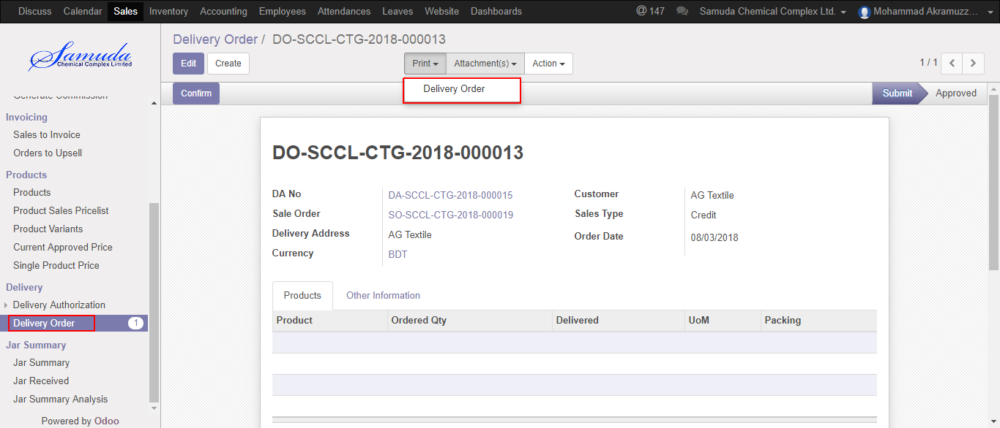 Discuss Calendar Sales Inventory Accounting Employees Attendances Leaves Website Dashboards @ 147 Samuda Chemical Complex Ltd. Mohammad Akramuzz...
Samuda
Chemical Complex Limited
Generate Commission
Invoicing
Sales to Invoice
Orders to Upsell
Products
Products
Product Sales Pricelist
Product Variants
Current Approved Price
Single Product Price
Delivery
Delivery Authorization
Delivery Order 1
Jar Summary
Jar Summary
Jar Received
Jar Summary Analysis
Powered by Odoo
Delivery Order / DO-SCCL-CTG-2018-000013
Edit Create Print Attachment(s) Action 1 / 1
Delivery Order
Confirm Submit Approved
DO-SCCL-CTG-2018-000013
DA No DA-SCCL-CTG-2018-000015 Customer AG Textile
Sale Order SO-SCCL-CTG-2018-000019 Sales Type Credit
Delivery Address AG Textile Order Date 08/03/2018
Currency BDT
Products Other Information
Product Ordered Qty Delivered UoM Packing